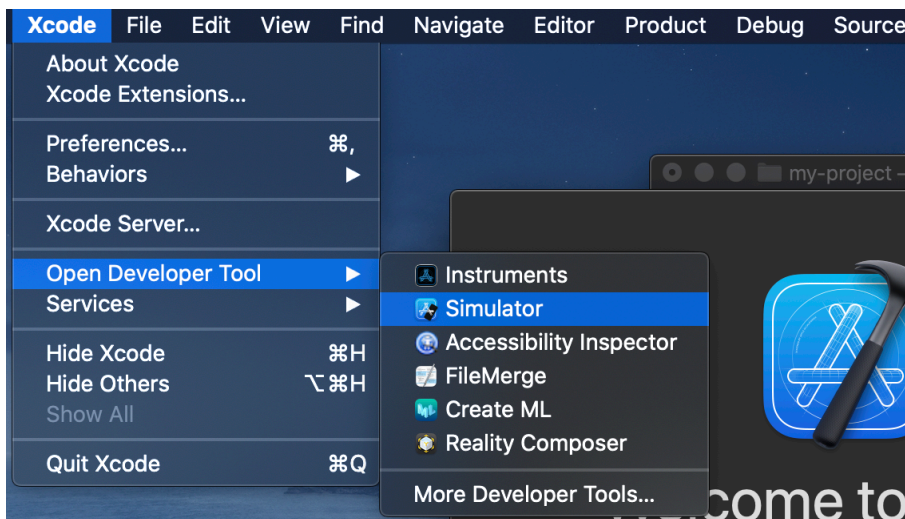 Xcode File Edit View Find Navigate Editor Product Debug Source
About Xcode
Xcode Extensions...
Preferences... ⌘,
Behaviors ▶
Xcode Server...
Open Developer Tool ▶
Services ▶
Hide Xcode ⌘H
Hide Others ⌥⌘H
Show All
Quit Xcode ⌘Q
my-project –
Instruments
Simulator
Accessibility Inspector
FileMerge
Create ML
Reality Composer
More Developer Tools...
come to